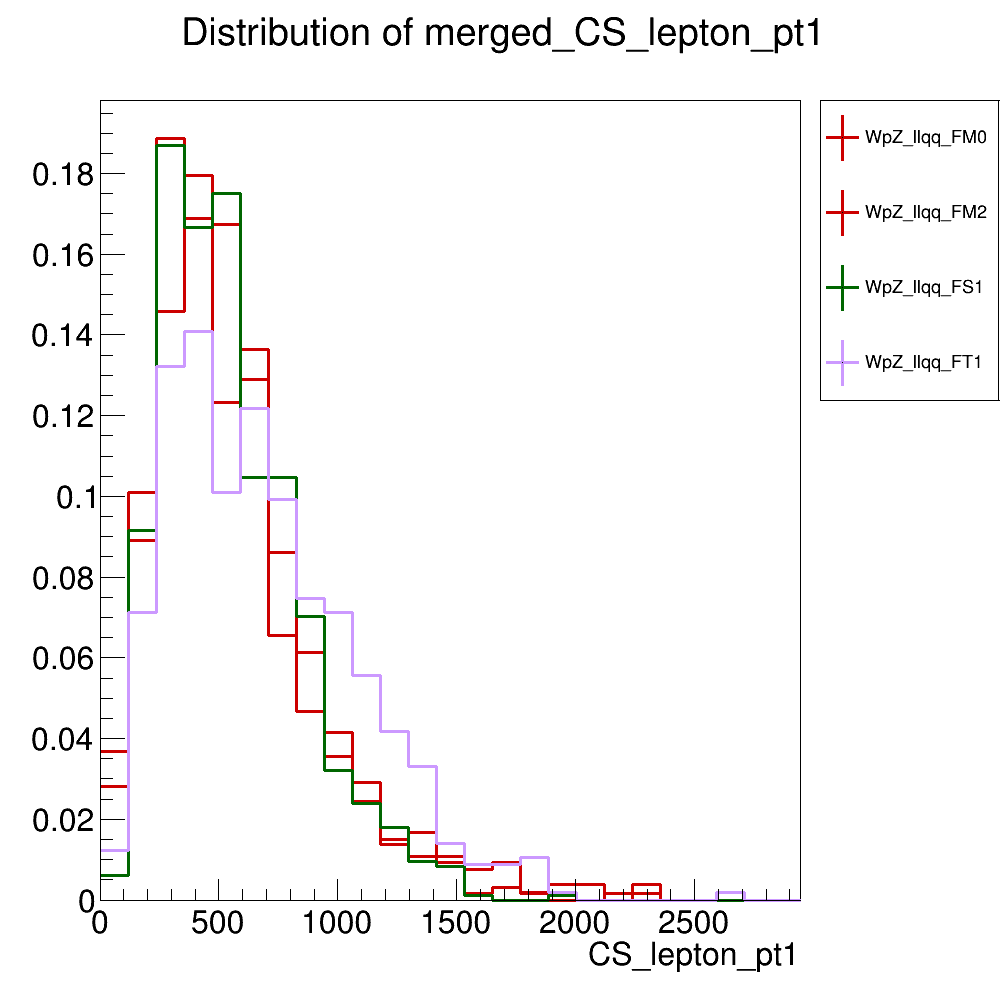 Distribution of merged_CS_lepton_pt1
WpZ_llqq_FM0
WpZ_llqq_FM2
WpZ_llqq_FS1
WpZ_llqq_FT1
0.18
0.16
0.14
0.12
0.1
0.08
0.06
0.04
0.02
0
0 500 1000 1500 2000 2500
CS_lepton_pt1